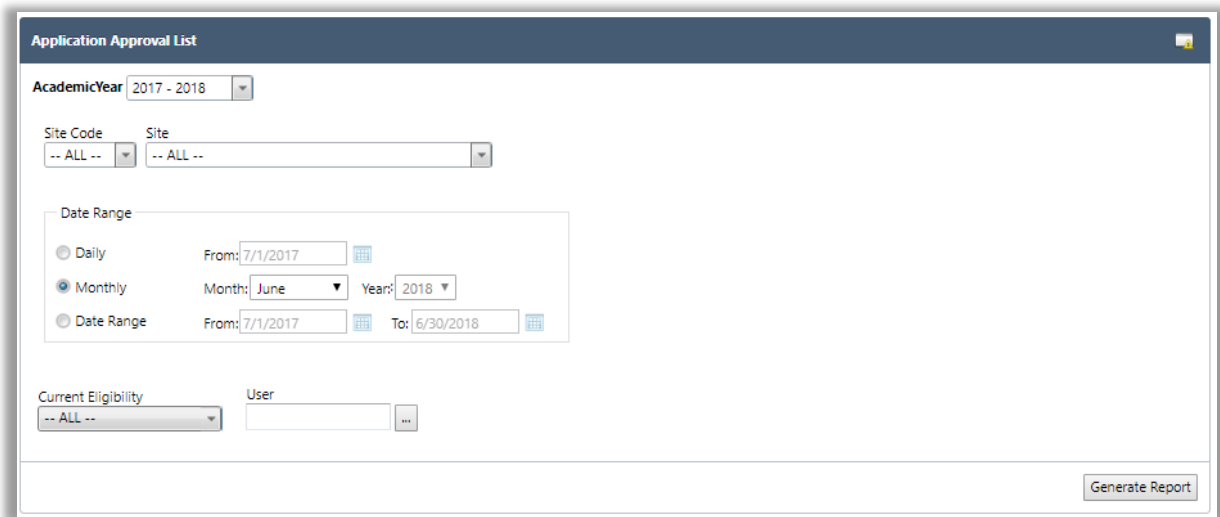 Application Approval List
AcademicYear 2017 - 2018
Site Code Site
-- ALL -- -- ALL --
Date Range
Daily From: 7/1/2017
Monthly Month: June Year: 2018
Date Range From: 7/1/2017 To: 6/30/2018
Current Eligibility User
-- ALL -- ...
Generate Report